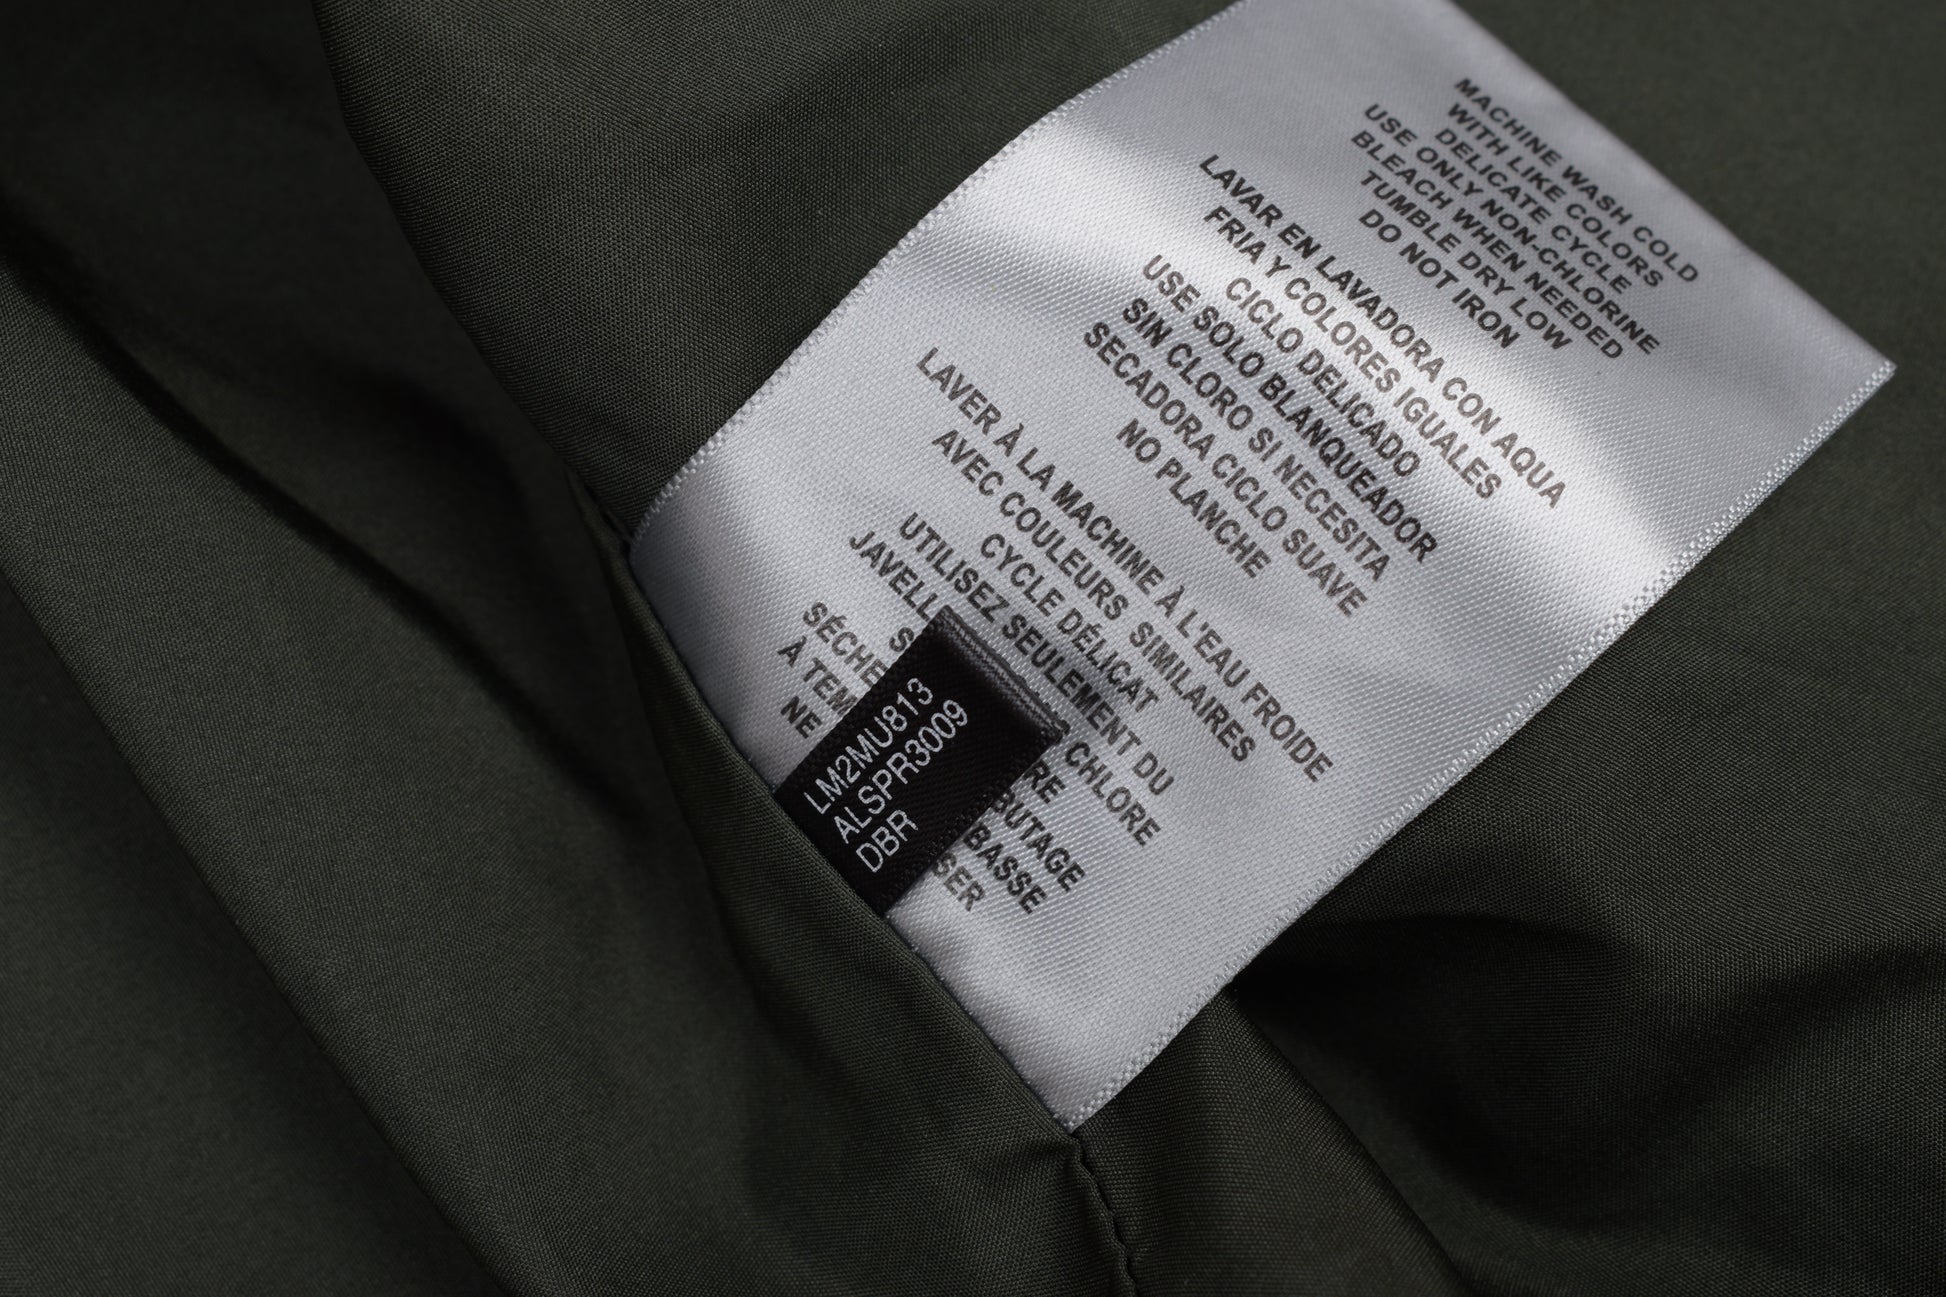 MACHINE WASH COLD
WITH LIKE COLORS
DELICATE CYCLES
USE ONLY NON-CHLORINE
BLEACH WHEN NEEDED
TUMBLE DRY LOW
DO NOT IRON
LAVAR EN LAVADORA CON AQUA
FRIA Y COLORES IGUALES
CICLO DELICADO
USE SOLO BLANQUEADOR
SIN CLORO SI NECESITA
SECADORA CICLO SUAVE
NO PLANCHE
LAVER À LA MACHINE À L'EAU FROIDE
AVEC COULEURS SIMILAIRES
CYCLE DÉLICAT
UTILISEZ SEULEMENT DU
CHLORE
À
BASSE
NE
LM2MU813
ALSPR3009
DBR